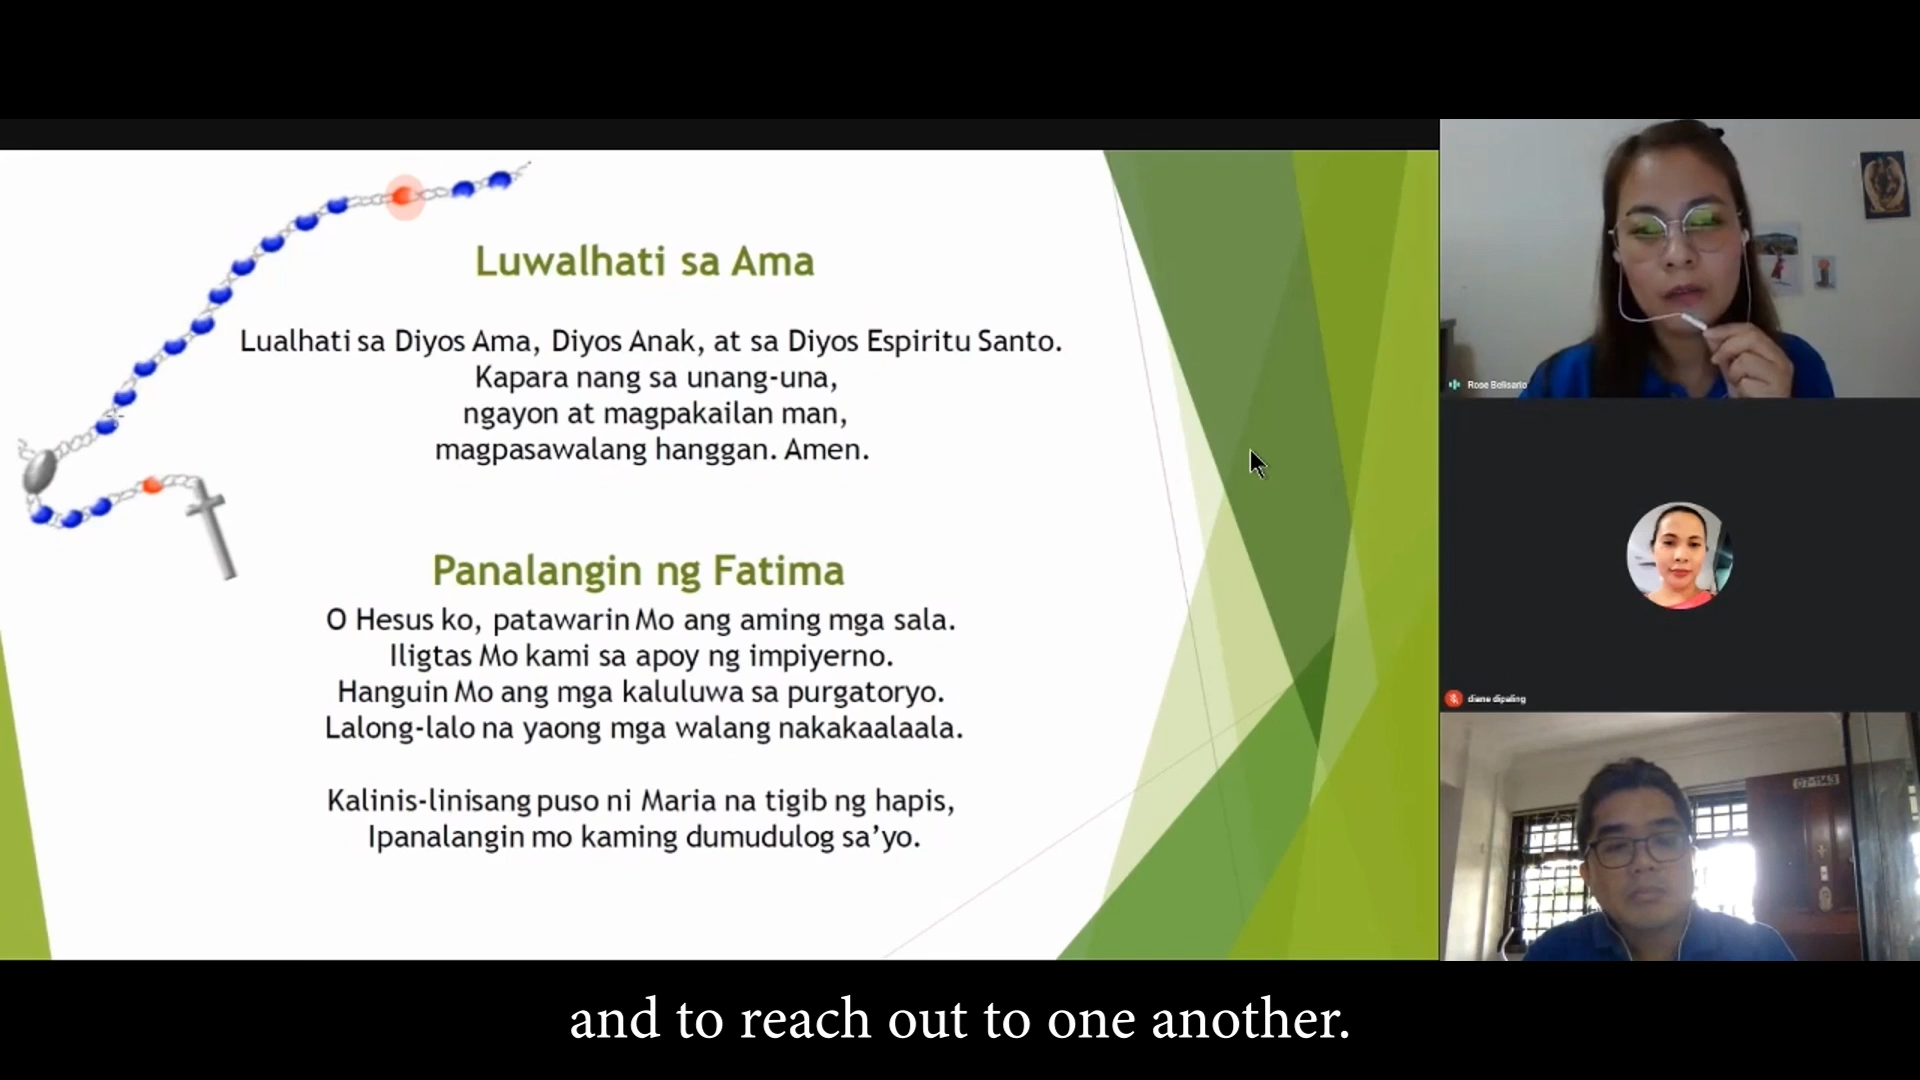 Luwalhati sa Ama
Lualhati sa Diyos Ama, Diyos Anak, at sa Diyos Espiritu Santo.
Kapara nang sa unang-una,
ngayon at magpakailan man,
magpasawalang hanggan. Amen.
Panalangin ng Fatima
O Hesus ko, patawarin Mo ang aming mga sala.
Iligtas Mo kami sa apoy ng impiyerno.
Hanguin Mo ang mga kaluluwa sa purgatoryo.
Lalong-lalo na yaong mga walang nakakaalaala.
Kalinis-linisang puso ni Maria na tigib ng hapis,
Ipanalangin mo kaming dumudulog sa’yo.
Rose Belisario
diane dipaling
07-1143
and to reach out to one another.